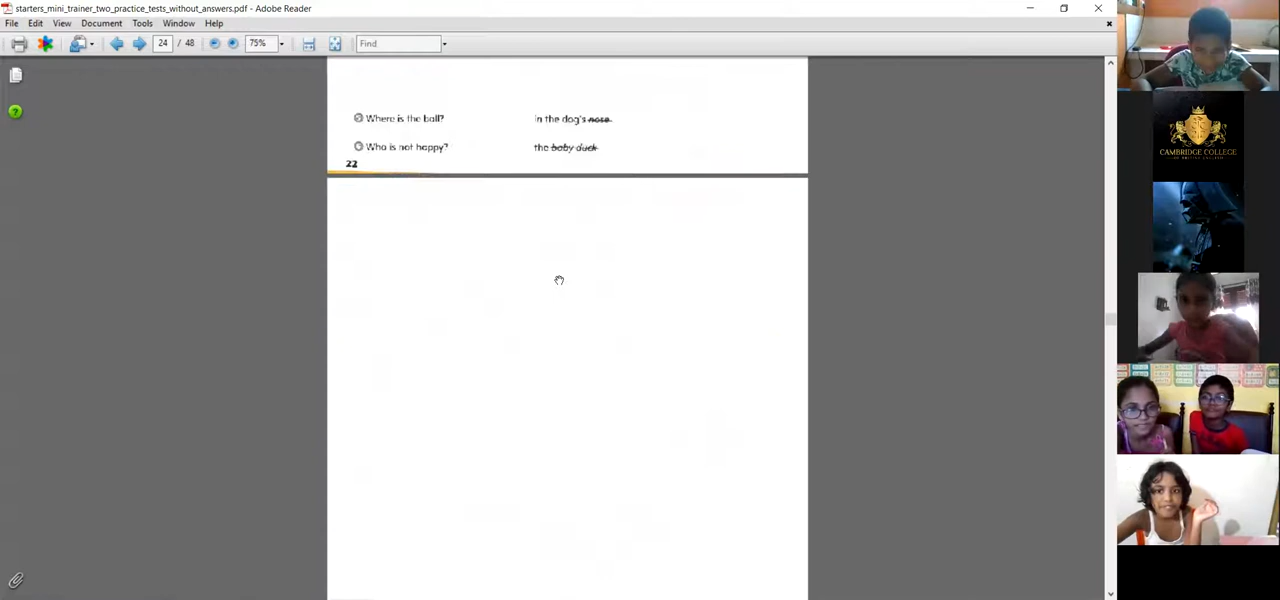 starters_mini_trainer_two_practice_tests_without_answers.pdf - Adobe Reader
File Edit View Document Tools Window Help
24 / 48 75% Find
Where is the ball? in the dog's nose.
Who is not happy? the baby duck
22
CAMBRIDGE COLLEGE